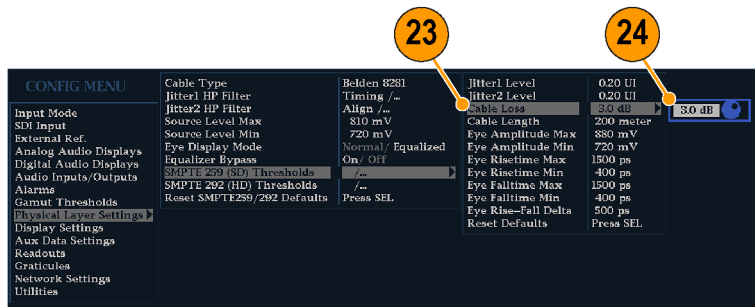 23
24
CONFIG MENU
Input Mode
SDI Input
External Ref.
Analog Audio Displays
Digital Audio Displays
Audio Inputs/Outputs
Alarms
Gamut Thresholds
Physical Layer Settings
Display Settings
Aux Data Settings
Readouts
Graticules
Network Settings
Utilities
Cable Type Belden 8281
Jitter1 HP Filter Timing /...
Jitter2 HP Filter Align /...
Source Level Max 810 mV
Source Level Min 720 mV
Eye Display Mode Normal/ Equalized
Equalizer Bypass On/ Off
SMPTE 259 (SD) Thresholds /...
SMPTE 292 (HD) Thresholds /...
Reset SMPTE259/292 Defaults Press SEL
Jitter1 Level 0.20 UI
Jitter2 Level 0.20 UI
Cable Loss 3.0 dB
Cable Length 200 meter
Eye Amplitude Max 880 mV
Eye Amplitude Min 720 mV
Eye Risetime Max 1500 ps
Eye Risetime Min 400 ps
Eye Falltime Max 1500 ps
Eye Falltime Min 400 ps
Eye Rise-Fall Delta 500 ps
Reset Defaults Press SEL
3.0 dB